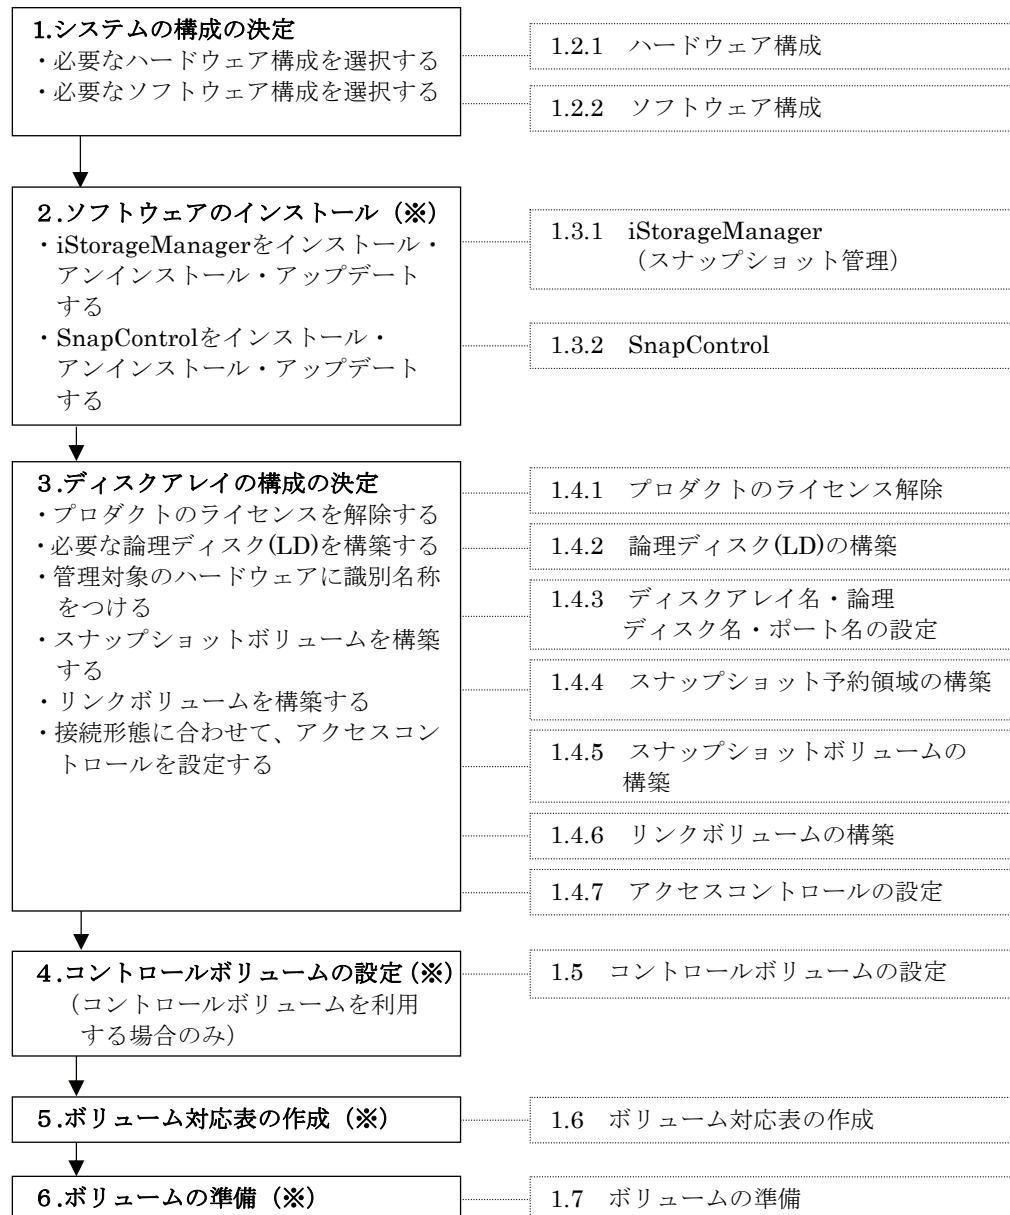 1.システムの構成の決定
・必要なハードウェア構成を選択する
・必要なソフトウェア構成を選択する
1.2.1　ハードウェア構成
1.2.2　ソフトウェア構成
２.ソフトウェアのインストール（※）
・iStorageManagerをインストール・
アンインストール・アップデート
する
・SnapControlをインストール・
アンインストール・アップデート
する
1.3.1　iStorageManager
（スナップショット管理）
1.3.2　SnapControl
３.ディスクアレイの構成の決定
・プロダクトのライセンスを解除する
・必要な論理ディスク(LD)を構築する
・管理対象のハードウェアに識別名称
をつける
・スナップショットボリュームを構築
する
・リンクボリュームを構築する
・接続形態に合わせて、アクセスコン
トロールを設定する
1.4.1　プロダクトのライセンス解除
1.4.2　論理ディスク(LD)の構築
1.4.3　ディスクアレイ名・論理
ディスク名・ポート名の設定
1.4.4　スナップショット予約領域の構築
1.4.5　スナップショットボリュームの
構築
1.4.6　リンクボリュームの構築
1.4.7　アクセスコントロールの設定
４.コントロールボリュームの設定（※）
（コントロールボリュームを利用
する場合のみ）
1.5　コントロールボリュームの設定
５.ボリューム対応表の作成（※）
1.6　ボリューム対応表の作成
６.ボリュームの準備（※）
1.7　ボリュームの準備